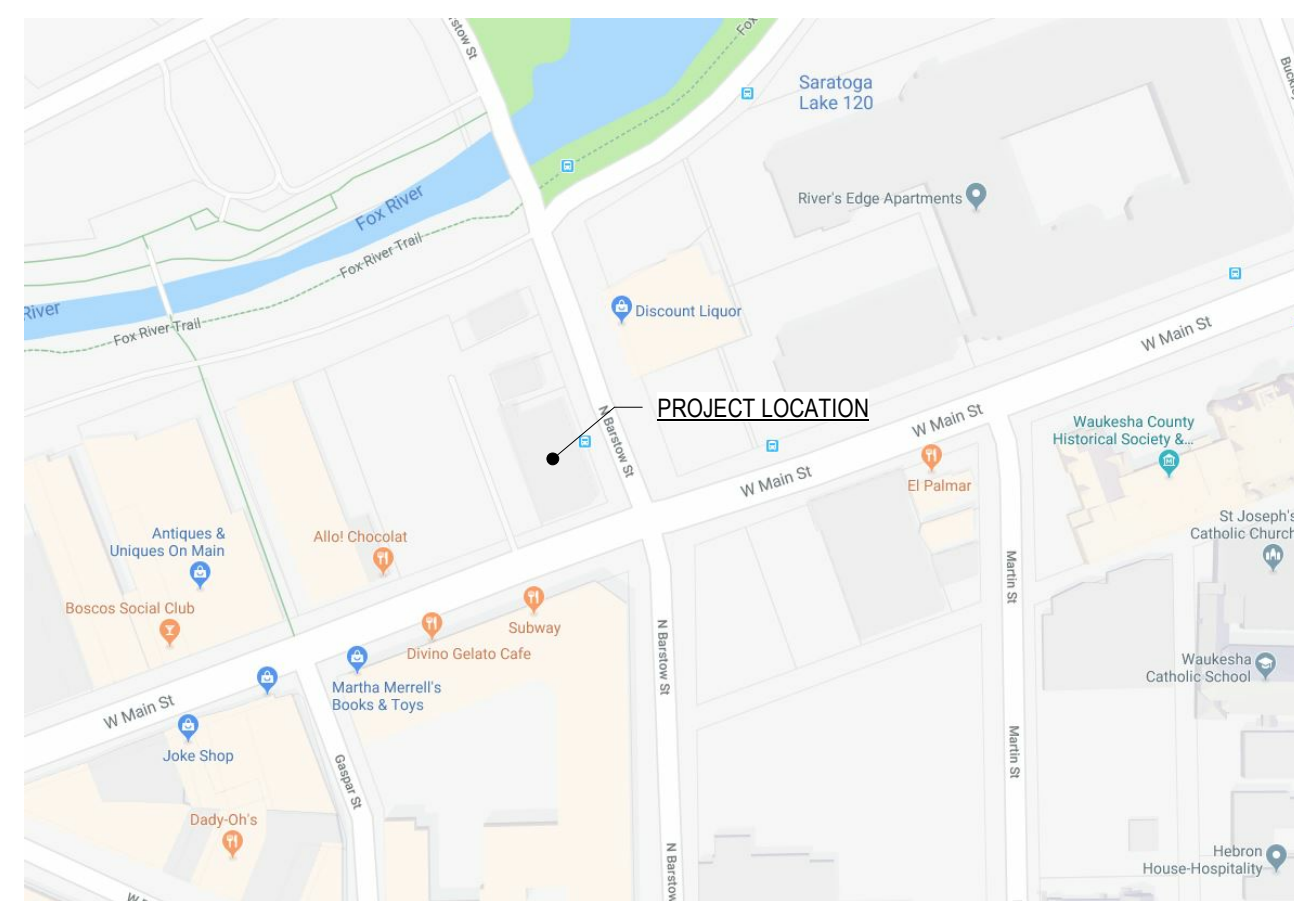 rstow St
Fox
Buckley
Saratoga
Lake 120
River's Edge Apartments
Fox River
Fox River Trail
River
Fox River Trail
Discount Liquor
W Main St
PROJECT LOCATION
N Barstow St
W Main St
Waukesha County
Historical Society &...
W Main St
El Palmar
St Joseph's
Catholic Church
Antiques &
Uniques On Main
Allo! Chocolat
Martin St
Boscos Social Club
Subway
Divino Gelato Cafe
N Barstow St
Waukesha
Catholic School
Martha Merrell's
Books & Toys
W Main St
Joke Shop
Gaspar St
Martin St
Dady-Oh's
N Barstow
Hebron
House-Hospitality